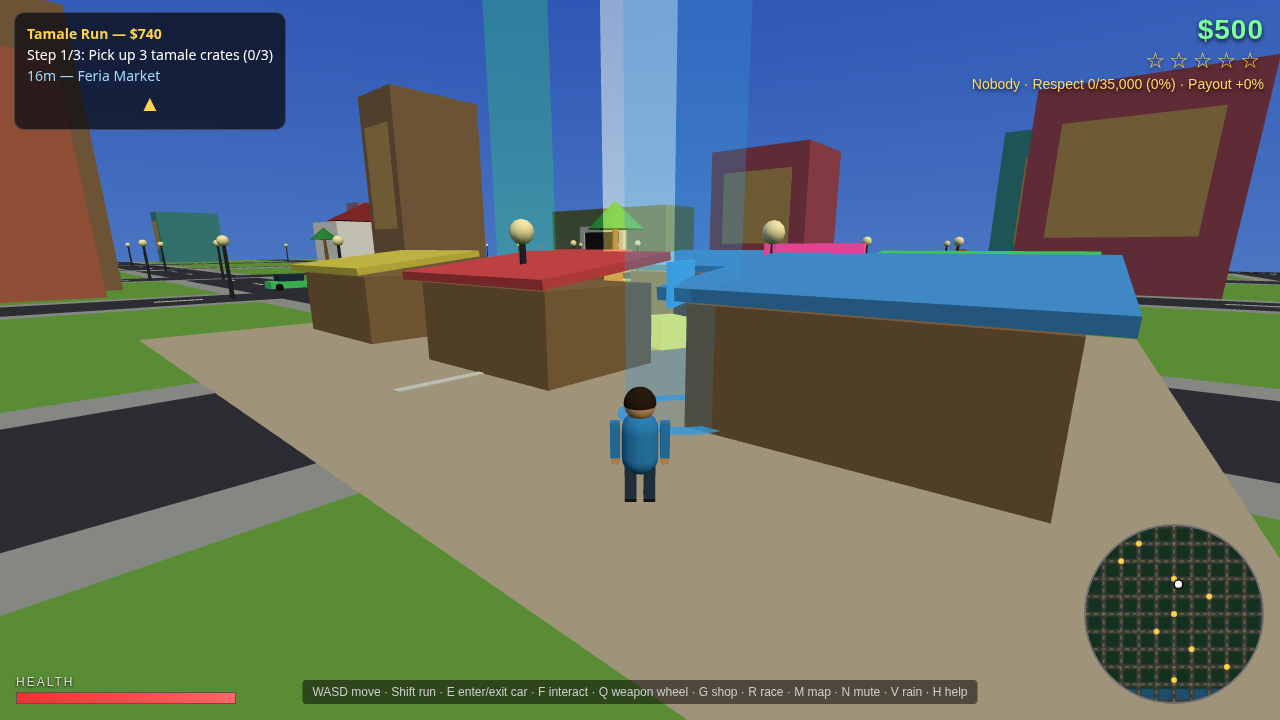 Tamale Run — $740
Step 1/3: Pick up 3 tamale crates (0/3)
16m — Feria Market
$500
Nobody · Respect 0/35,000 (0%) · Payout +0%
HEALTH
WASD move · Shift run · E enter/exit car · F interact · Q weapon wheel · G shop · R race · M map · N mute · V rain · H help